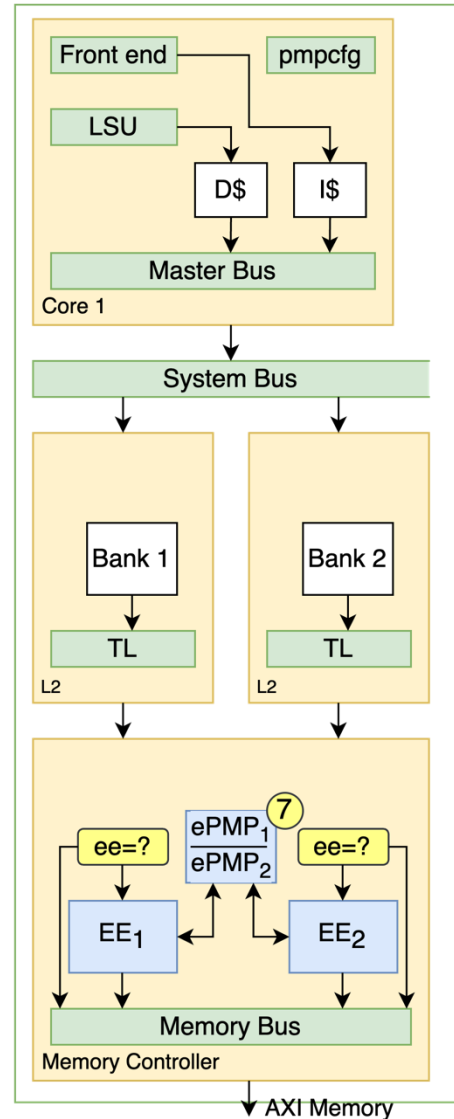 Front end
pmpcfg
LSU
D$
I$
Master Bus
Core 1
System Bus
Bank 1
Bank 2
TL
TL
L2
L2
7
ee=?
ePMP₁
ePMP₂
ee=?
EE₁
EE₂
Memory Bus
Memory Controller
AXI Memory